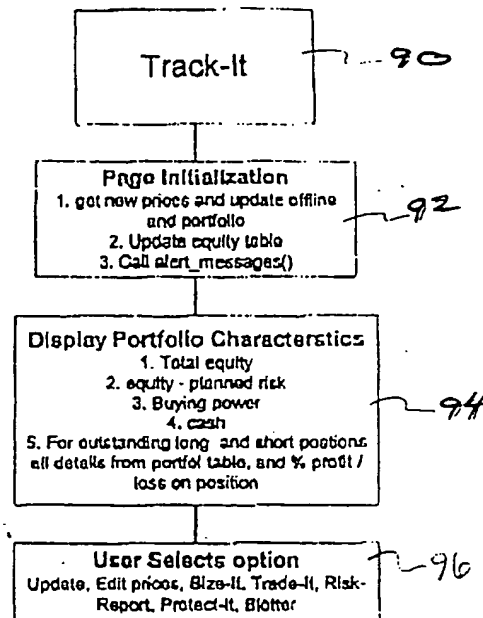 Track-It
90
Page Initialization
1. get new prices and update offline
and portfolio
2. Update equity table
3. Call alert_messages()
92
Display Portfolio Characterstics
1. Total equity
2. equity - planned risk
3. Buying power
4. cash
5. For outstanding long and short postions
all details from portfol table, and % profit /
loss on position
94
User Selects option
Update, Edit prices, Size-It, Trade-It, Risk-
Report, Protect-It, Blotter
96